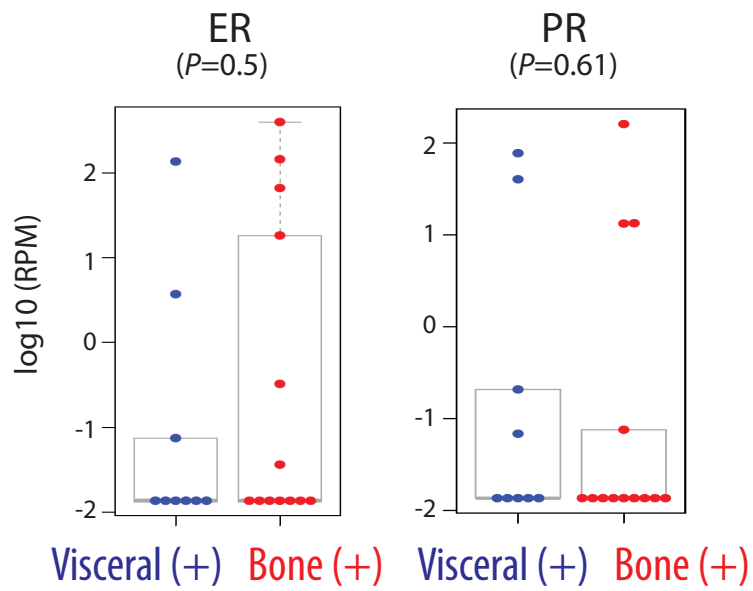 ER
(P=0.5)
PR
(P=0.61)
log10 (RPM)
2
1
0
-1
-2
2
1
0
-1
-2
Visceral (+) Bone (+)
Visceral (+) Bone (+)